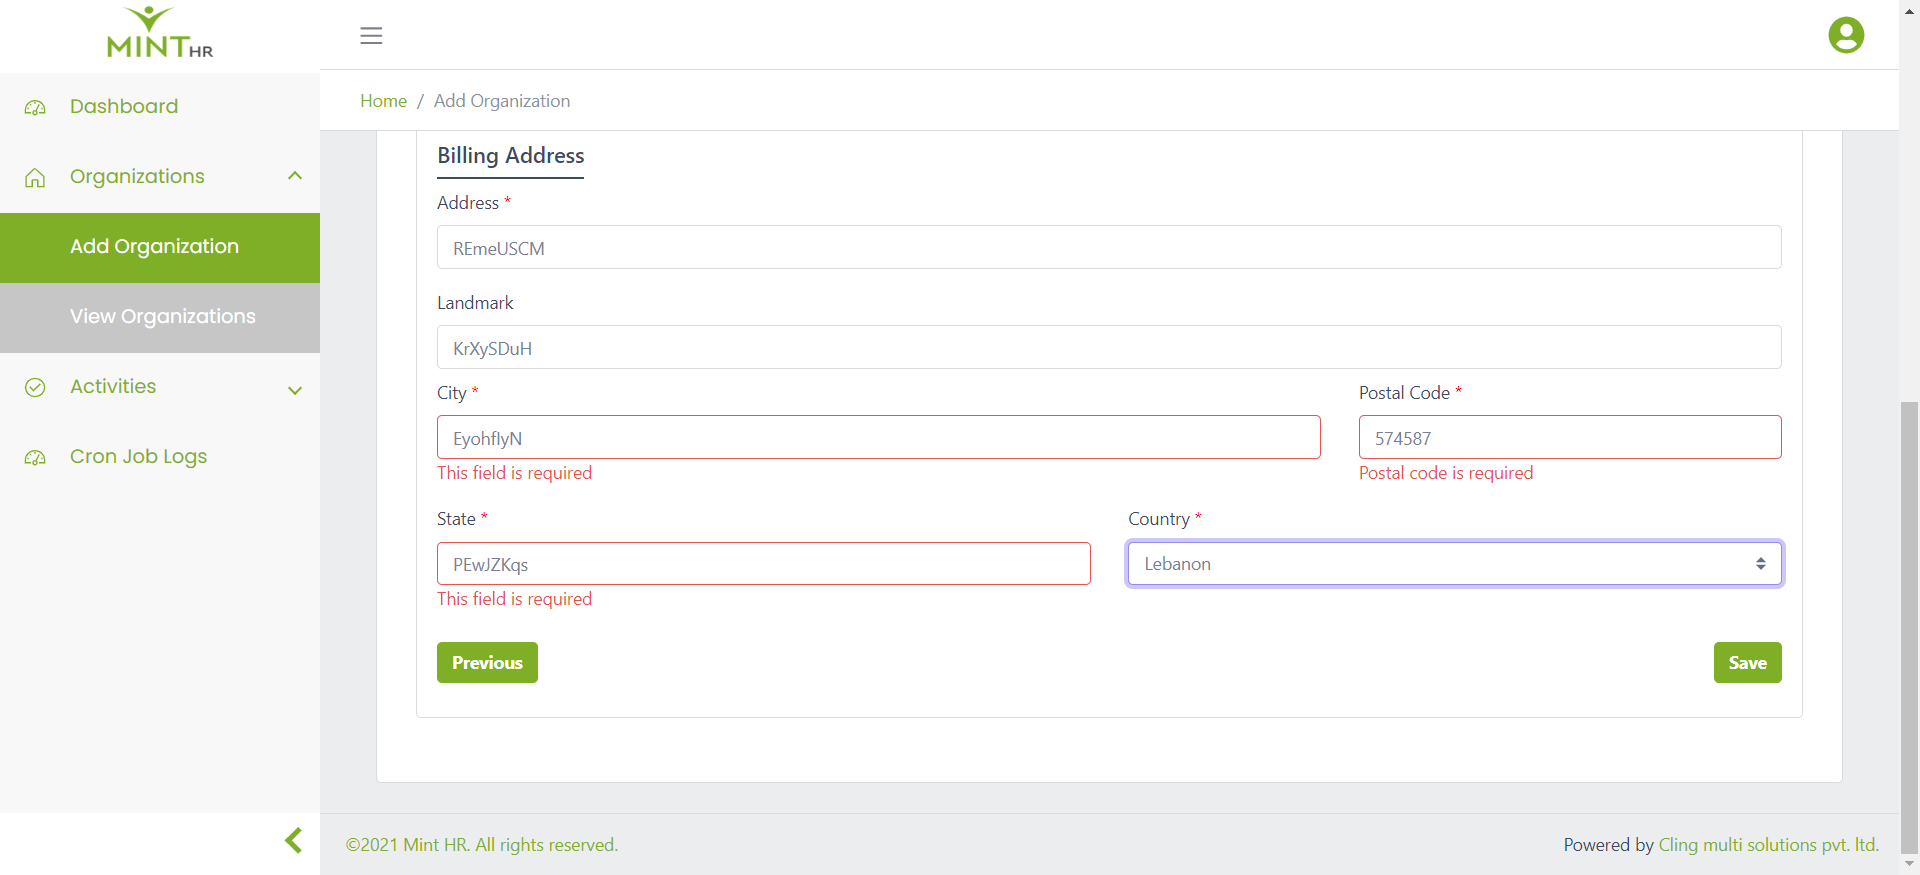 MINT HR
Dashboard
Organizations
Add Organization
View Organizations
Activities
Cron Job Logs
Home / Add Organization
Billing Address
Address *
REmeUSCM
Landmark
KrXySDuH
City *
Postal Code *
EyohfIyN
574587
This field is required
Postal code is required
State *
Country *
PEwJZKqs
Lebanon
This field is required
Previous
Save
©2021 Mint HR. All rights reserved.
Powered by Cling multi solutions pvt. ltd.